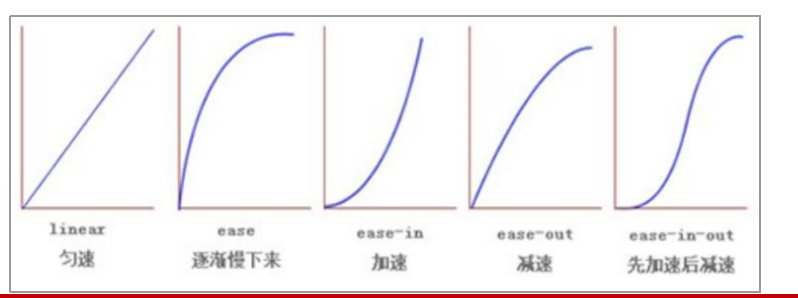 linear
匀速
ease
逐渐慢下来
ease-in
加速
ease-out
减速
ease-in-out
先加速后减速